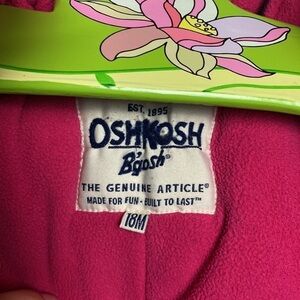 EST. 1895
OSHKOSH
B'gosh®
THE GENUINE ARTICLE®
MADE FOR FUN • BUILT TO LAST™
18M